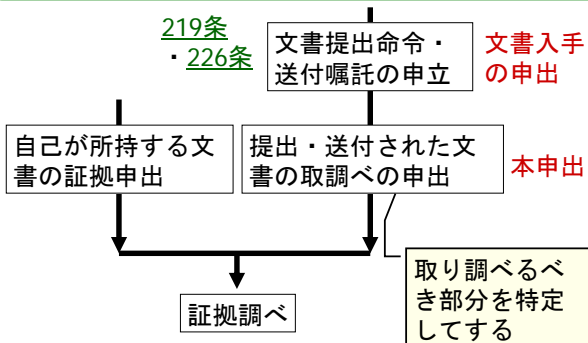 219条
・226条
文書提出命令・
送付嘱託の申立
文書入手
の申出
自己が所持する文
書の証拠申出
提出・送付された文
書の取調べの申出
本申出
取り調べるべ
き部分を特定
してする
証拠調べ